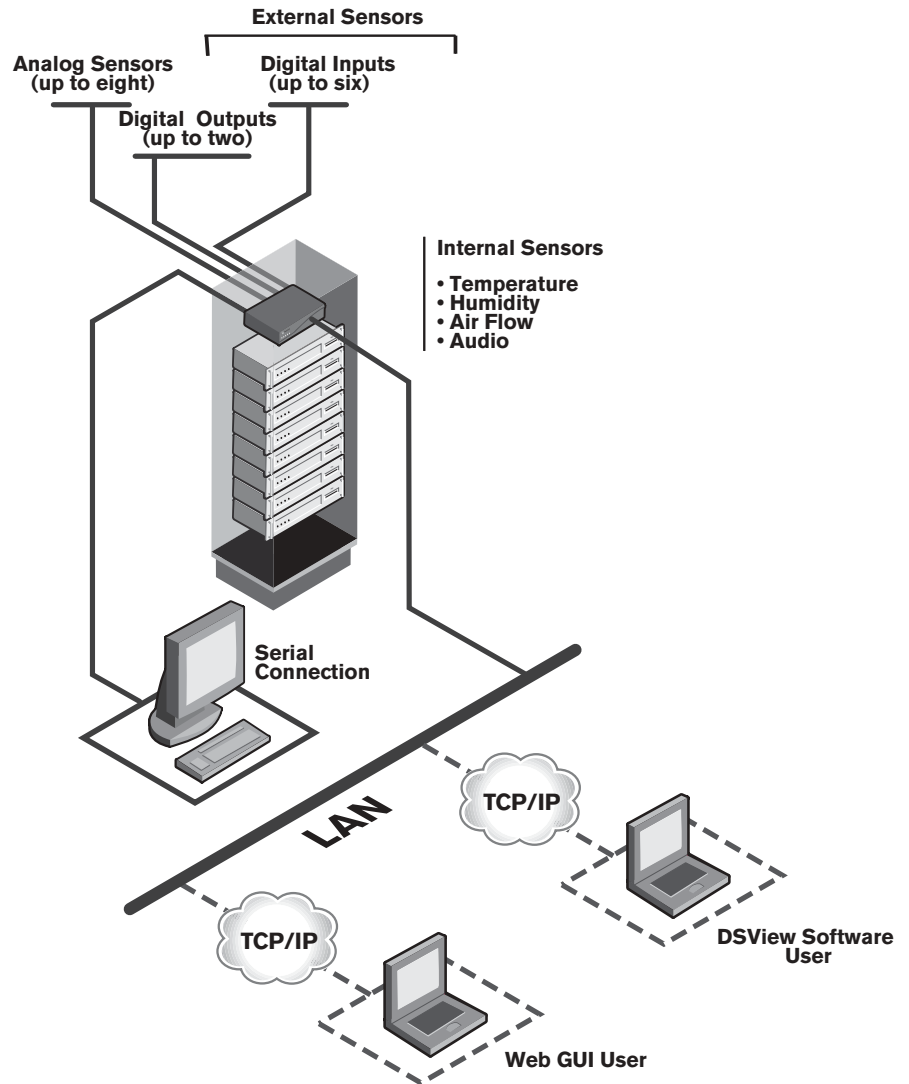 External Sensors
Analog Sensors
(up to eight)
Digital Inputs
(up to six)
Digital Outputs
(up to two)
Internal Sensors
• Temperature
• Humidity
• Air Flow
• Audio
Serial
Connection
LAN
TCP/IP
TCP/IP
DSView Software
User
Web GUI User